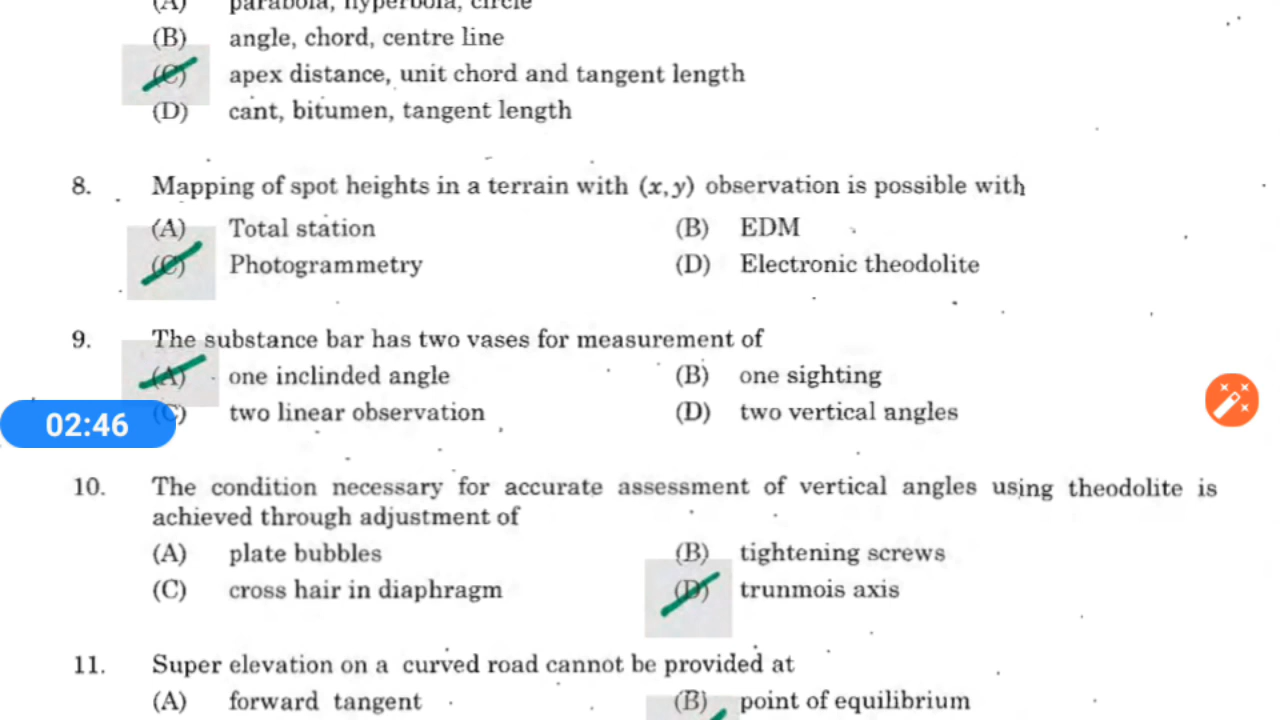 (A) parabola, hyperbola, circle
(B) angle, chord, centre line
(C) apex distance, unit chord and tangent length
(D) cant, bitumen, tangent length
8. Mapping of spot heights in a terrain with (x, y) observation is possible with
(A) Total station (B) EDM
(C) Photogrammetry (D) Electronic theodolite
9. The substance bar has two vases for measurement of
(A) one inclinded angle (B) one sighting
(C) two linear observation (D) two vertical angles
02:46
10. The condition necessary for accurate assessment of vertical angles using theodolite is
achieved through adjustment of
(A) plate bubbles (B) tightening screws
(C) cross hair in diaphragm (D) trunmois axis
11. Super elevation on a curved road cannot be provided at
(A) forward tangent (B) point of equilibrium